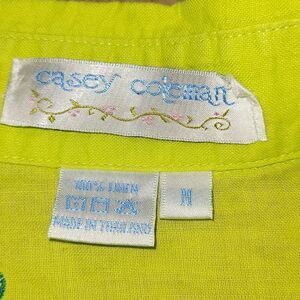 casey coleman
100% LINEN
MADE IN THAILAND
M